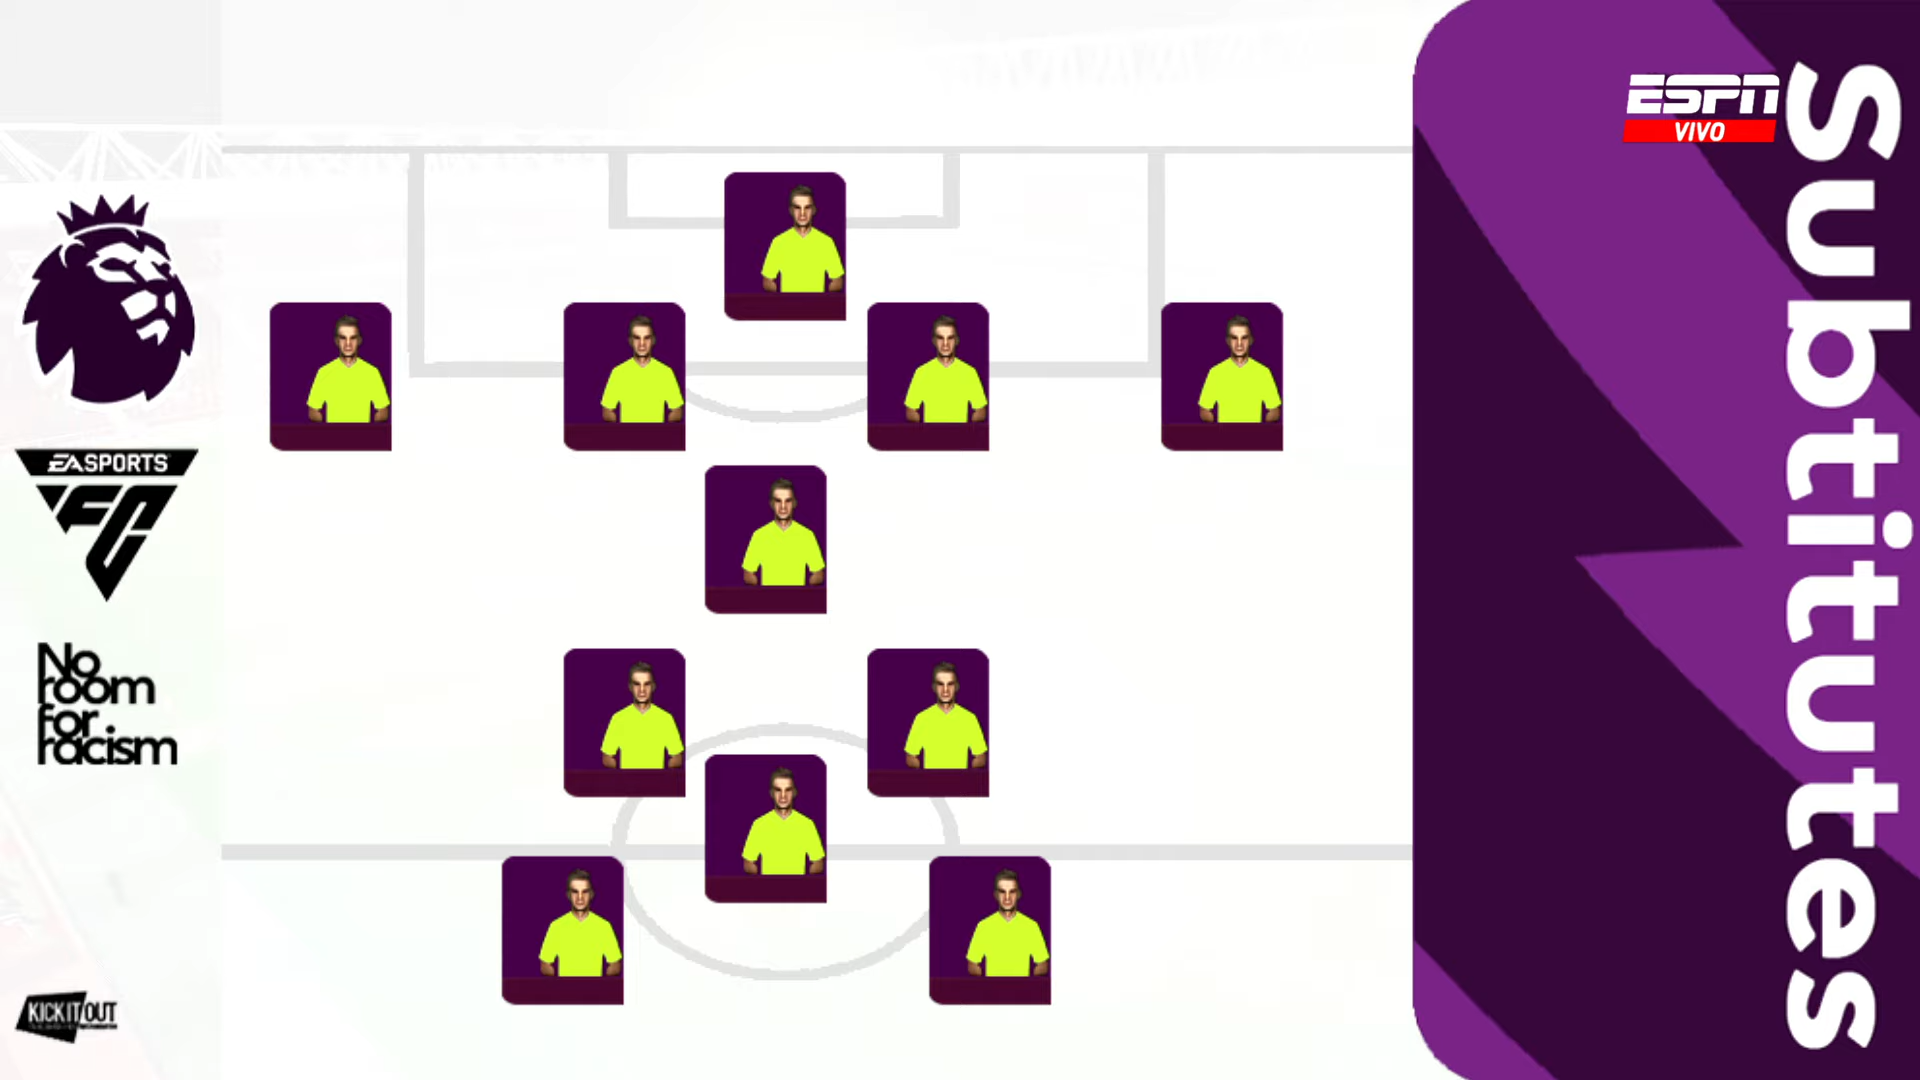 EA SPORTS
FC
No
room
for
racism
KICK IT OUT
ESPN
VIVO
Subtitutes